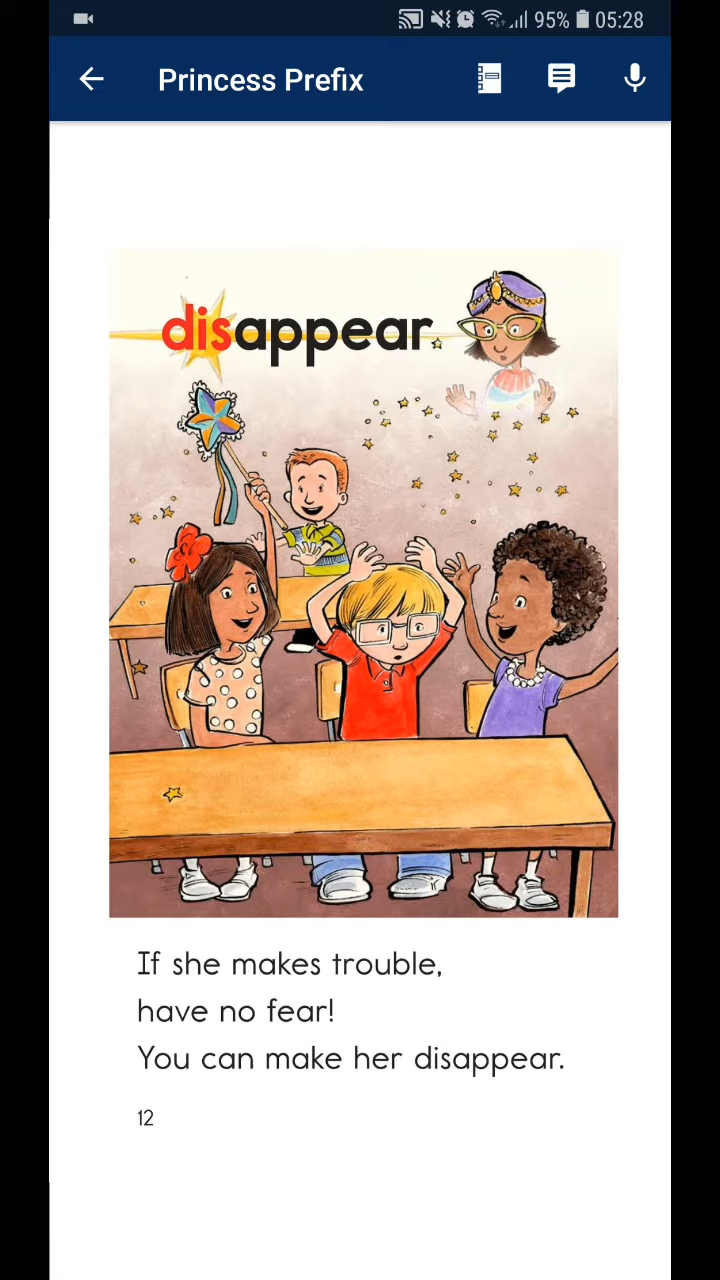 95% 05:28
Princess Prefix
disappear.
If she makes trouble,
have no fear!
You can make her disappear.
12